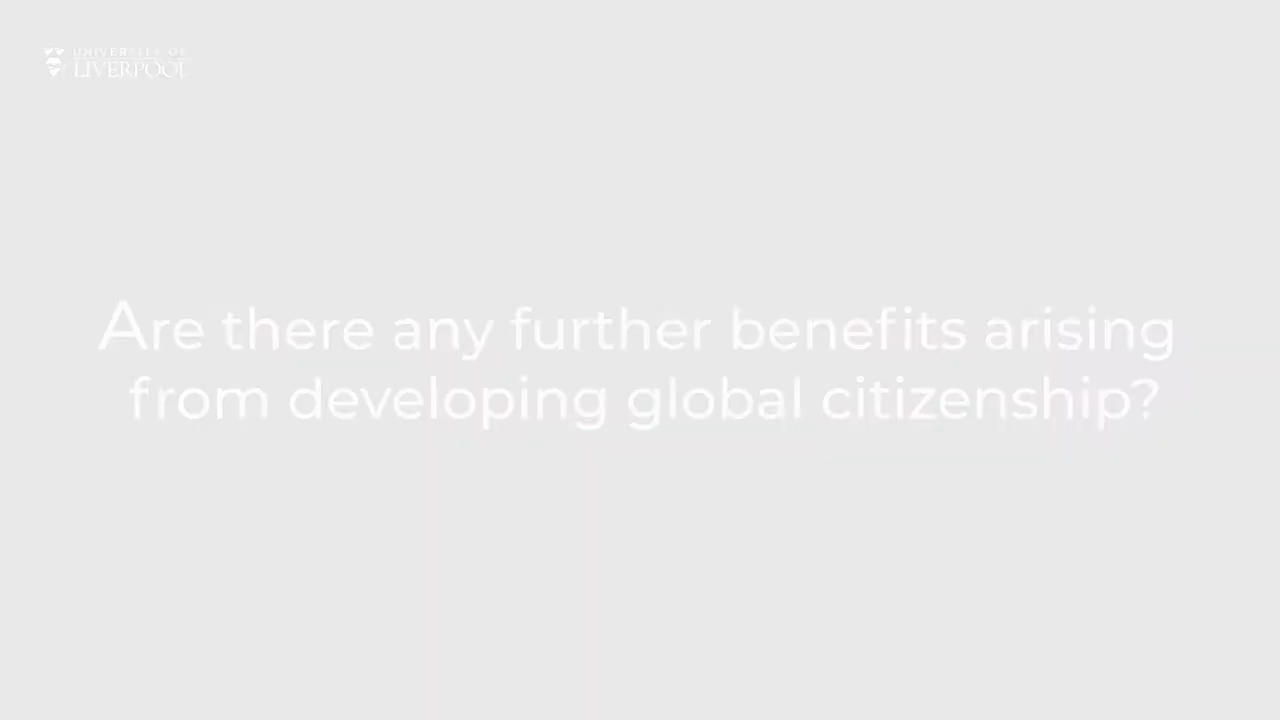 UNIVERSITY OF
LIVERPOOL
Are there any further benefits arising
from developing global citizenship?